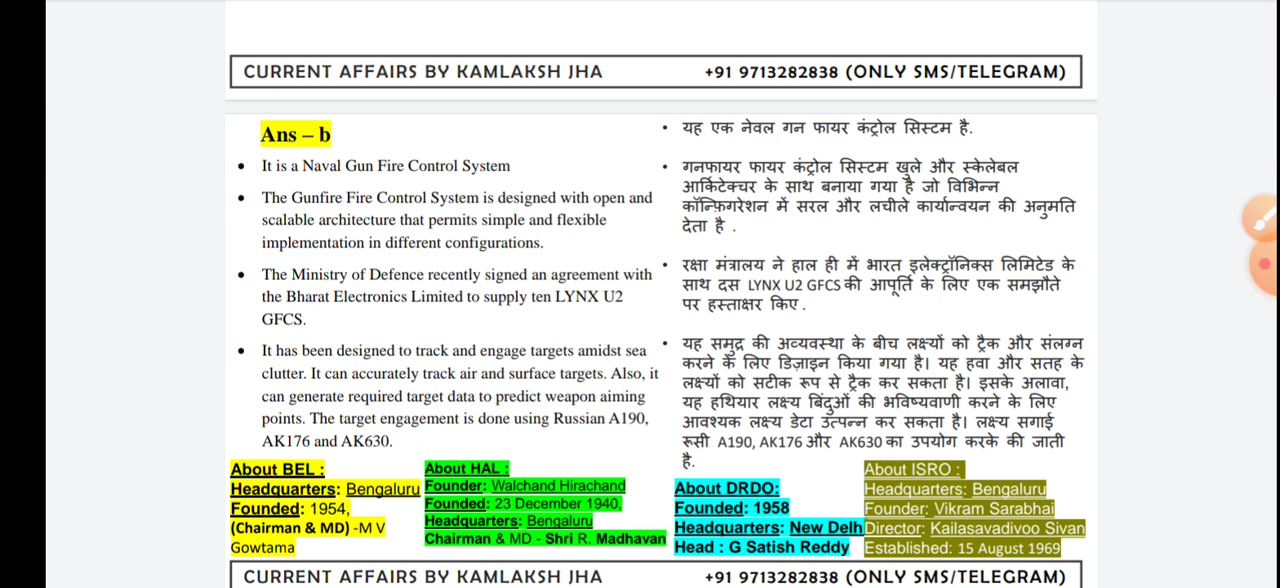 CURRENT AFFAIRS BY KAMLAKSH JHA +91 9713282838 (ONLY SMS/TELEGRAM)
Ans – b
• It is a Naval Gun Fire Control System
• The Gunfire Fire Control System is designed with open and
scalable architecture that permits simple and flexible
implementation in different configurations.
• The Ministry of Defence recently signed an agreement with
the Bharat Electronics Limited to supply ten LYNX U2
GFCS.
• It has been designed to track and engage targets amidst sea
clutter. It can accurately track air and surface targets. Also, it
can generate required target data to predict weapon aiming
points. The target engagement is done using Russian A190,
AK176 and AK630.
• यह एक नेवल गन फायर कंट्रोल सिस्टम है.
• गनफायर फायर कंट्रोल सिस्टम खुले और स्केलेबल
आर्किटेक्चर के साथ बनाया गया है जो विभिन्न
कॉन्फ़िगरेशन में सरल और लचीले कार्यान्वयन की अनुमति
देता है .
• रक्षा मंत्रालय ने हाल ही में भारत इलेक्ट्रॉनिक्स लिमिटेड के
साथ दस LYNX U2 GFCS की आपूर्ति के लिए एक समझौते
पर हस्ताक्षर किए .
• यह समुद्र की अव्यवस्था के बीच लक्ष्यों को ट्रैक और संलग्न
करने के लिए डिज़ाइन किया गया है। यह हवा और सतह के
लक्ष्यों को सटीक रूप से ट्रैक कर सकता है। इसके अलावा,
यह हथियार लक्ष्य बिंदुओं की भविष्यवाणी करने के लिए
आवश्यक लक्ष्य डेटा उत्पन्न कर सकता है। लक्ष्य सगाई
रूसी A190, AK176 और AK630 का उपयोग करके की जाती
है.
About BEL :
Headquarters: Bengaluru
Founded: 1954,
(Chairman & MD) -M V
Gowtama
About HAL :
Founder: Walchand Hirachand
Founded: 23 December 1940,
Headquarters: Bengaluru
Chairman & MD - Shri R. Madhavan
About DRDO:
Founded: 1958
Headquarters: New Delh
Head : G Satish Reddy
About ISRO :
Headquarters: Bengaluru
Founder: Vikram Sarabhai
Director: Kailasavadivoo Sivan
Established: 15 August 1969
CURRENT AFFAIRS BY KAMLAKSH JHA +91 9713282838 (ONLY SMS/TELEGRAM)